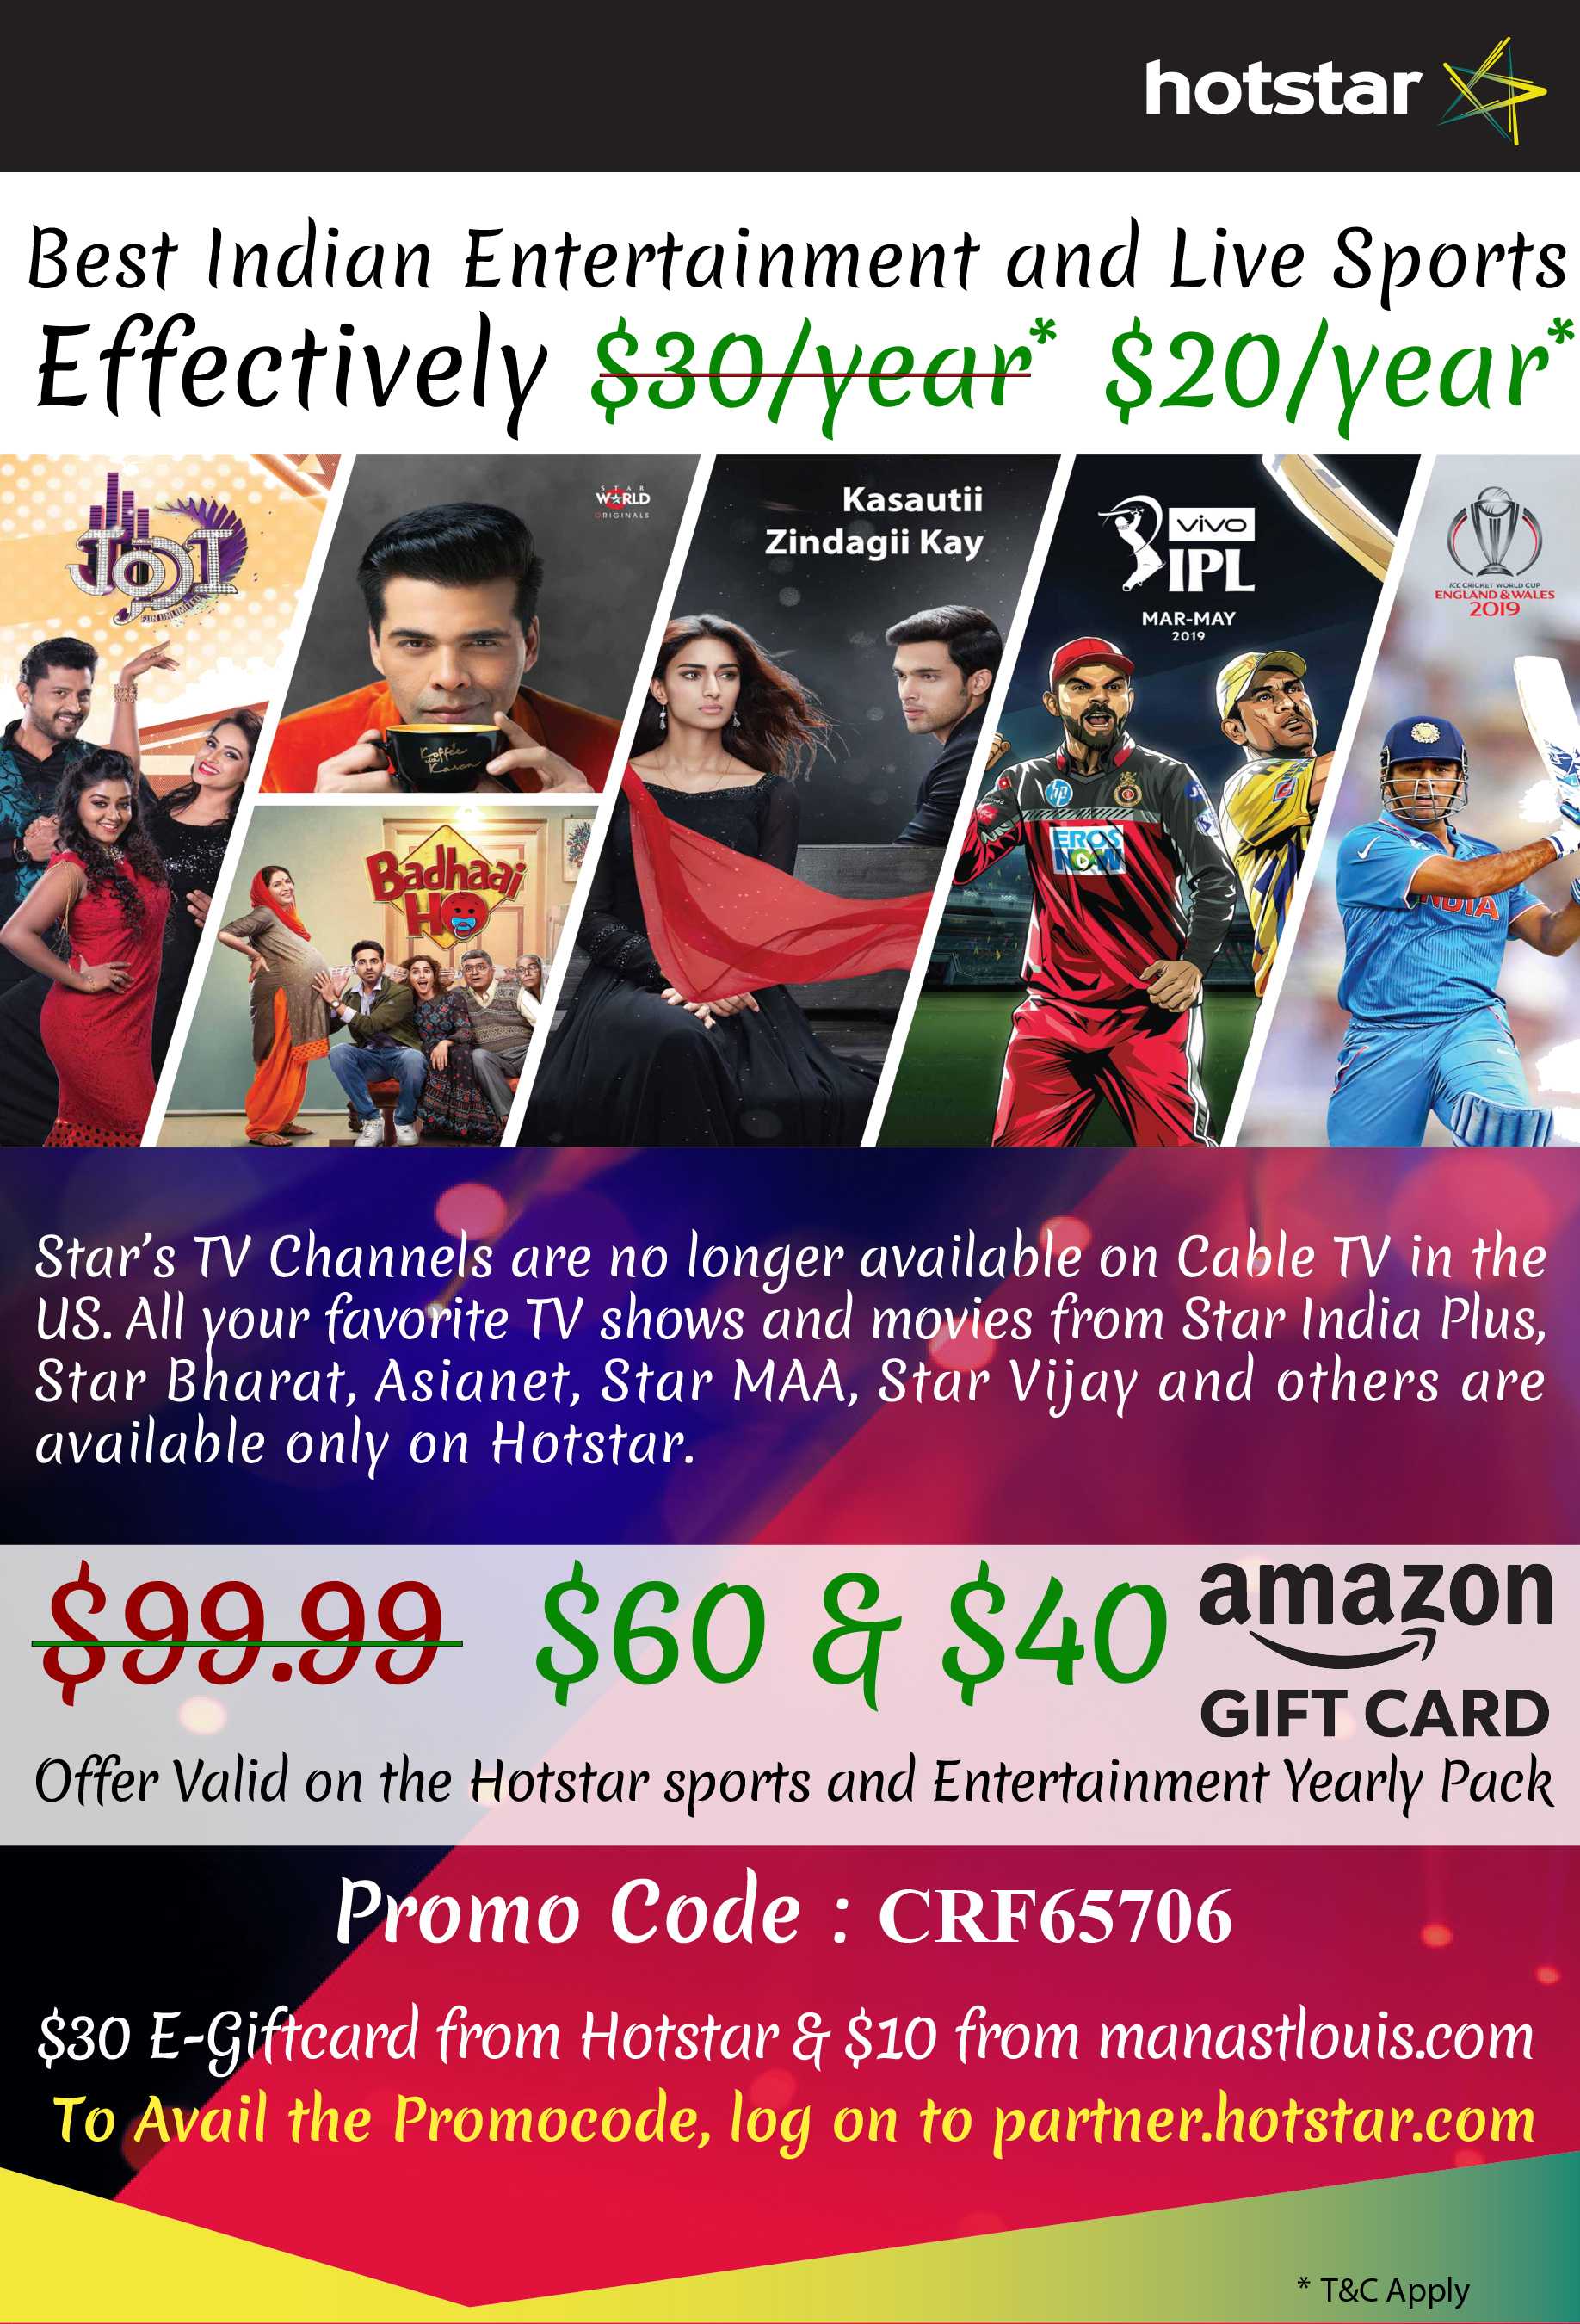 hotstar
Best Indian Entertainment and Live Sports
Effectively $30/year* $20/year*
JODI
FUN UNLIMITED
STAR
WORLD
ORIGINALS
Koffee
with
Karan
Badhaai
HO
Kasautii
Zindagii Kay
vivo
IPL
MAR-MAY
2019
hp
EROS
NOW
ICC CRICKET WORLD CUP
ENGLAND & WALES
2019
INDIA
Star's TV Channels are no longer available on Cable TV in the
US. All your favorite TV shows and movies from Star India Plus,
Star Bharat, Asianet, Star MAA, Star Vijay and others are
available only on Hotstar.
$99.99 $60 & $40 amazon
GIFT CARD
Offer Valid on the Hotstar sports and Entertainment Yearly Pack
Promo Code : CRF65706
$30 E-Giftcard from Hotstar & $10 from manastlouis.com
To Avail the Promocode, log on to partner.hotstar.com
* T&C Apply